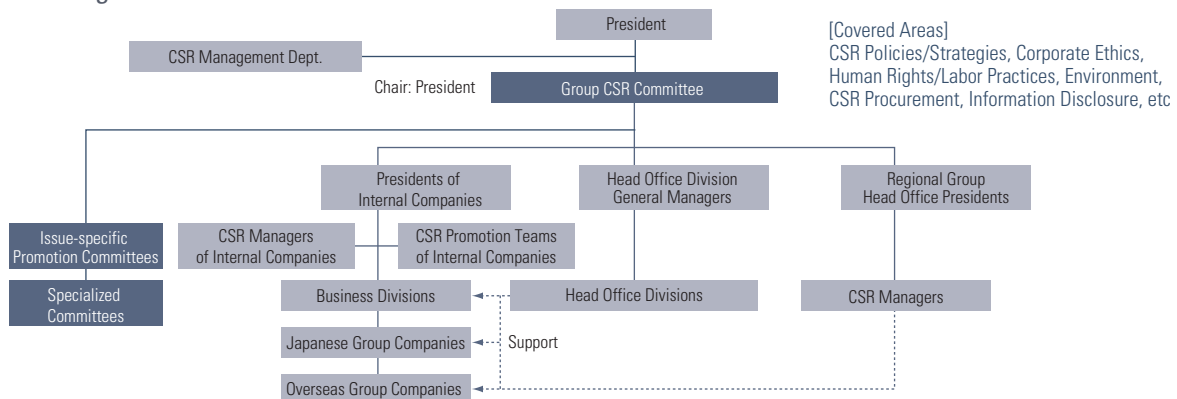 President
CSR Management Dept.
Chair: President
Group CSR Committee
[Covered Areas]
CSR Policies/Strategies, Corporate Ethics,
Human Rights/Labor Practices, Environment,
CSR Procurement, Information Disclosure, etc
Presidents of
Internal Companies
Head Office Division
General Managers
Regional Group
Head Office Presidents
Issue-specific
Promotion Committees
CSR Managers
of Internal Companies
CSR Promotion Teams
of Internal Companies
Specialized
Committees
Business Divisions
Head Office Divisions
CSR Managers
Japanese Group Companies
Support
Overseas Group Companies